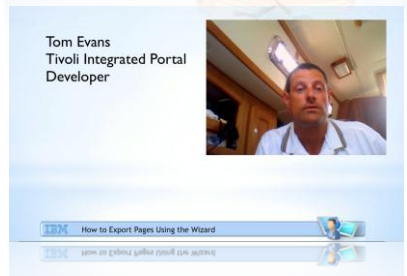 Tom Evans
Tivoli Integrated Portal
Developer
IBM How to Export Pages Using the Wizard